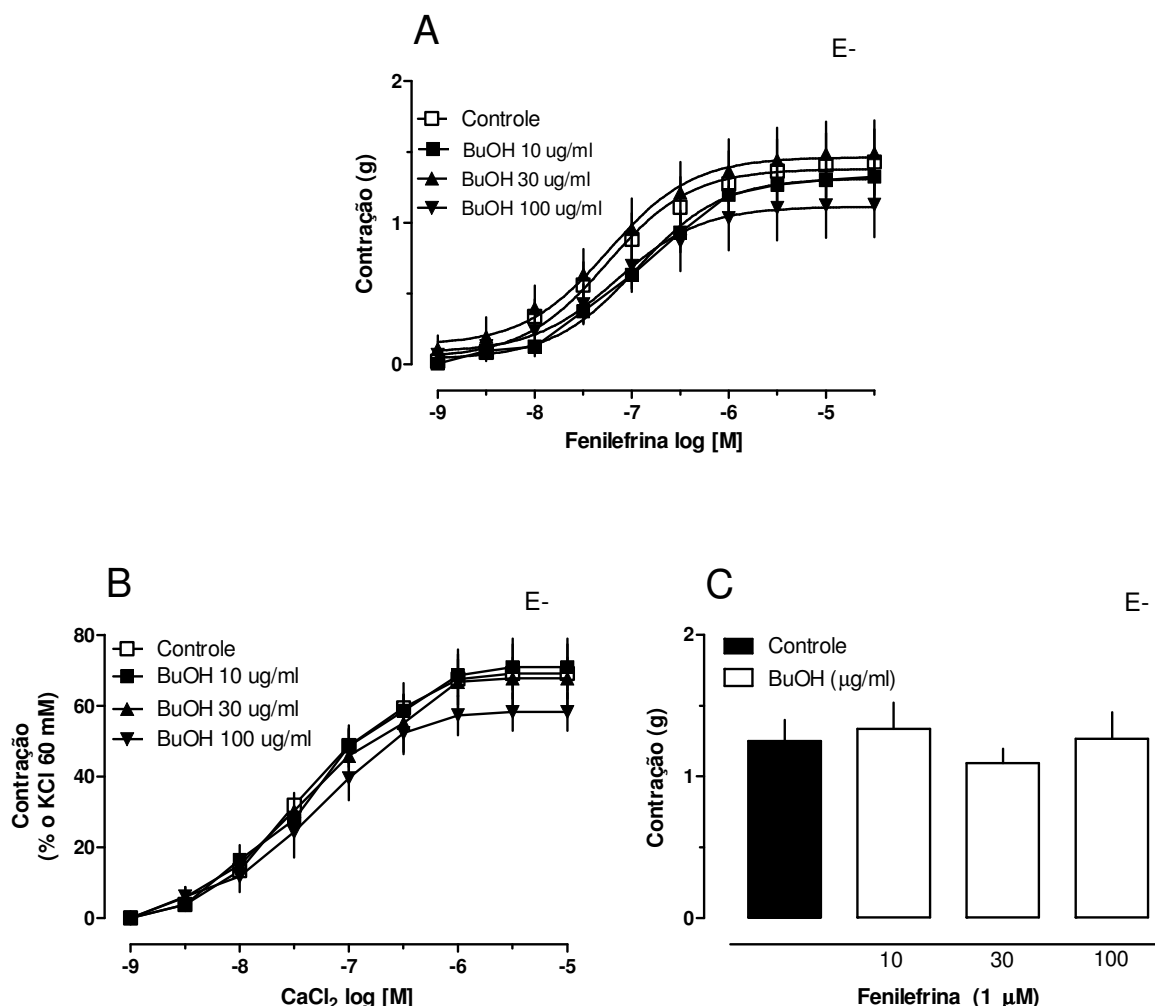 A
E-
Contração (g)
2
1
0
Controle
BuOH 10 ug/ml
BuOH 30 ug/ml
BuOH 100 ug/ml
-9 -8 -7 -6 -5
Fenilefrina log [M]
B
E-
Contração
(% o KCl 60 mM)
80
60
40
20
0
Controle
BuOH 10 ug/ml
BuOH 30 ug/ml
BuOH 100 ug/ml
-9 -8 -7 -6 -5
CaCl₂ log [M]
C
E-
Contração (g)
2
1
0
Controle
BuOH (µg/ml)
10 30 100
Fenilefrina (1 µM)